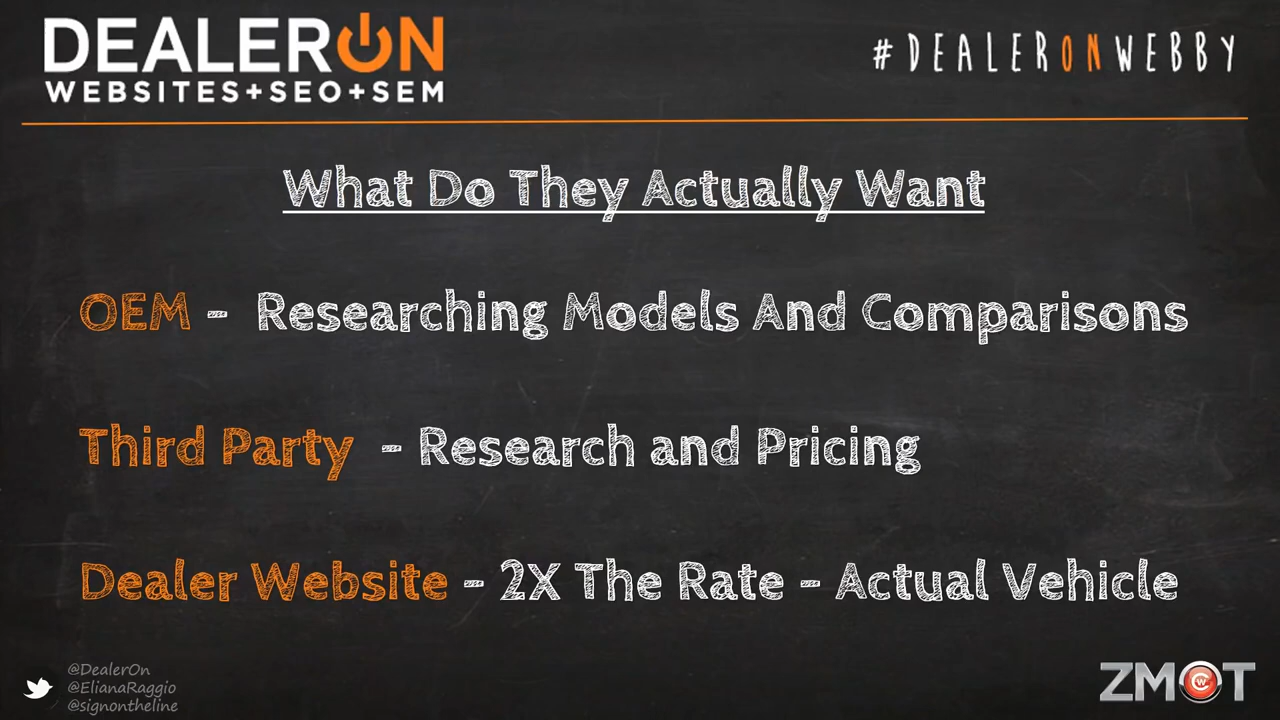 DEALERON
WEBSITES+SEO+SEM
#DEALERONWEBBY
What Do They Actually Want
OEM - Researching Models And Comparisons
Third Party - Research and Pricing
Dealer Website - 2X The Rate - Actual Vehicle
@DealerOn
@ElianaRaggio
@signontheline
ZMOT